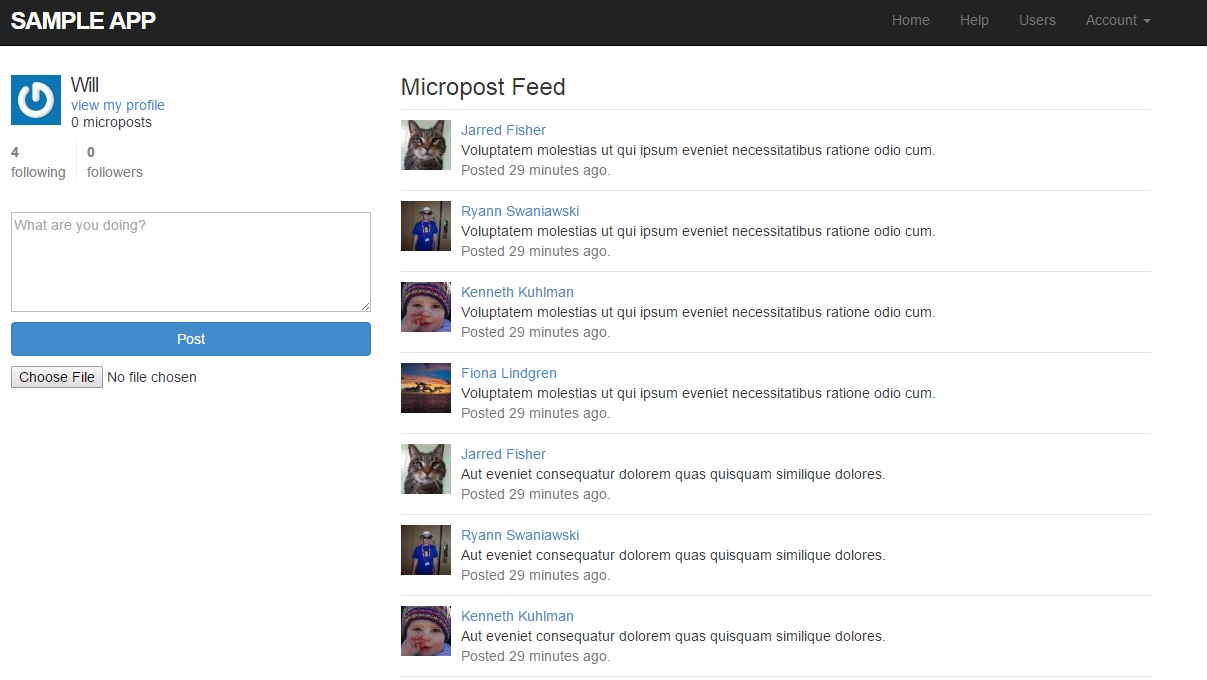 SAMPLE APP
Home Help Users Account
Will
view my profile
0 microposts
4 0
following followers
What are you doing?
Post
Choose File No file chosen
Micropost Feed
Jarred Fisher
Voluptatem molestias ut qui ipsum eveniet necessitatibus ratione odio cum.
Posted 29 minutes ago.
Ryann Swaniawski
Voluptatem molestias ut qui ipsum eveniet necessitatibus ratione odio cum.
Posted 29 minutes ago.
Kenneth Kuhlman
Voluptatem molestias ut qui ipsum eveniet necessitatibus ratione odio cum.
Posted 29 minutes ago.
Fiona Lindgren
Voluptatem molestias ut qui ipsum eveniet necessitatibus ratione odio cum.
Posted 29 minutes ago.
Jarred Fisher
Aut eveniet consequatur dolorem quas quisquam similique dolores.
Posted 29 minutes ago.
Ryann Swaniawski
Aut eveniet consequatur dolorem quas quisquam similique dolores.
Posted 29 minutes ago.
Kenneth Kuhlman
Aut eveniet consequatur dolorem quas quisquam similique dolores.
Posted 29 minutes ago.